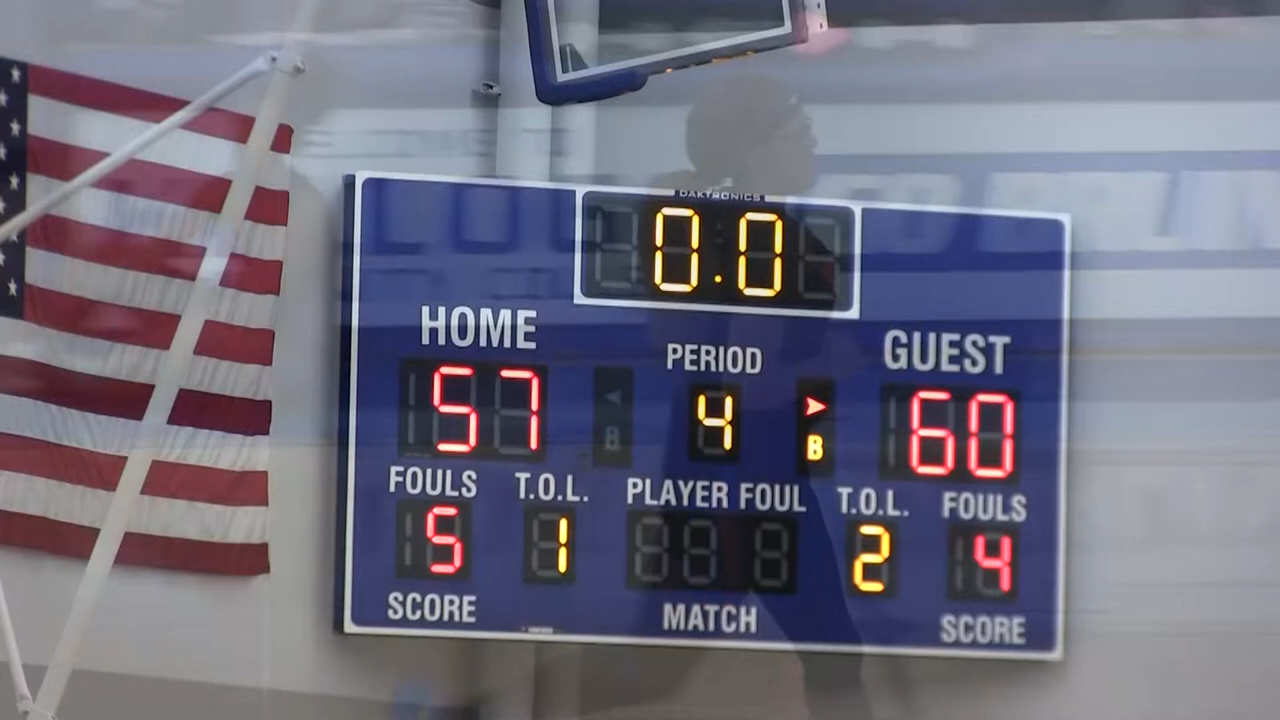 DAKTRONICS
0.0
HOME
PERIOD
GUEST
57
4
B
60
FOULS
T.O.L.
PLAYER FOUL
T.O.L.
FOULS
5
1
2
4
SCORE
MATCH
SCORE